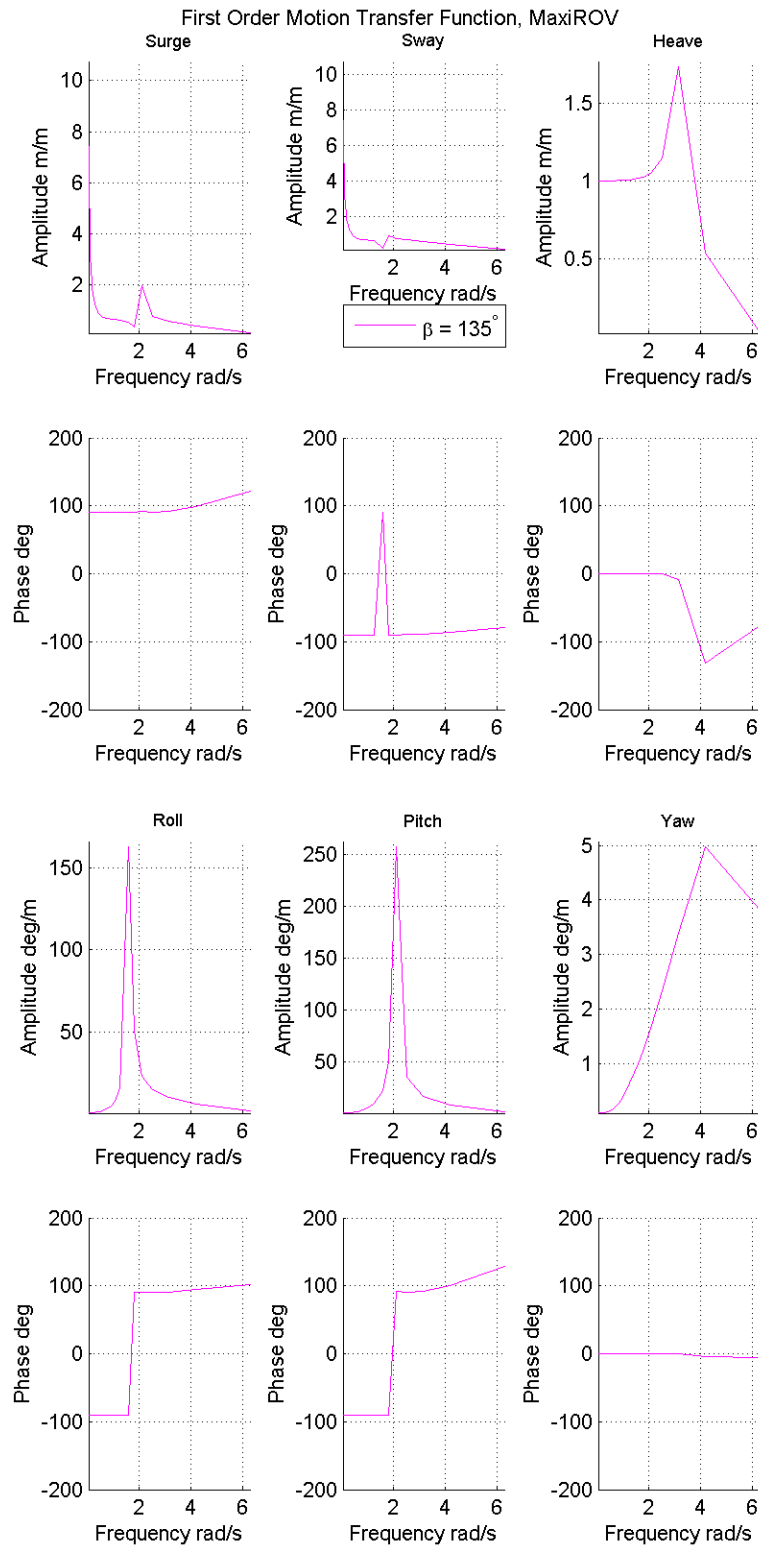 First Order Motion Transfer Function, MaxiROV
Surge
Sway
Heave
10
8
6
4
2
Amplitude m/m
2 4 6
Frequency rad/s
10
8
6
4
2
Amplitude m/m
2 4 6
Frequency rad/s
β = 135°
1.5
1
0.5
Amplitude m/m
2 4 6
Frequency rad/s
200
100
0
-100
-200
Phase deg
2 4 6
Frequency rad/s
200
100
0
-100
-200
Phase deg
2 4 6
Frequency rad/s
200
100
0
-100
-200
Phase deg
2 4 6
Frequency rad/s
Roll
Pitch
Yaw
150
100
50
Amplitude deg/m
2 4 6
Frequency rad/s
250
200
150
100
50
Amplitude deg/m
2 4 6
Frequency rad/s
5
4
3
2
1
Amplitude deg/m
2 4 6
Frequency rad/s
200
100
0
-100
-200
Phase deg
2 4 6
Frequency rad/s
200
100
0
-100
-200
Phase deg
2 4 6
Frequency rad/s
200
100
0
-100
-200
Phase deg
2 4 6
Frequency rad/s